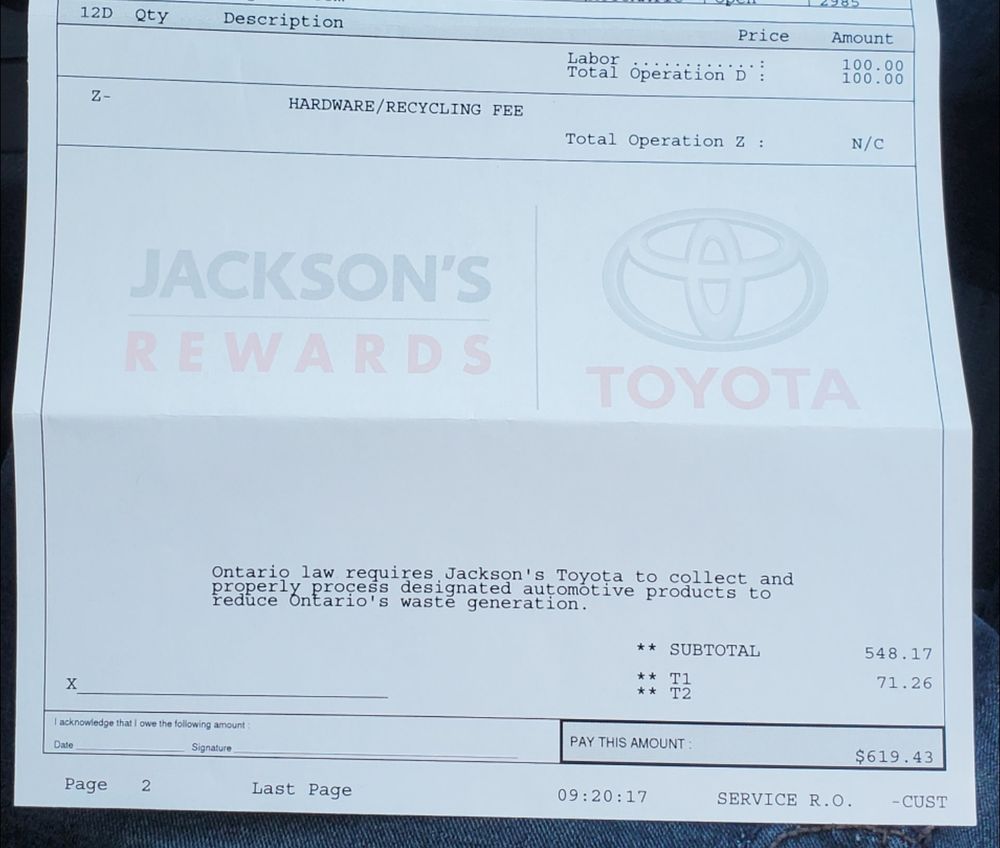 2985
12D Qty Description Price Amount
Labor ............: 100.00
Total Operation D : 100.00
Z- HARDWARE/RECYCLING FEE
Total Operation Z : N/C
JACKSON'S
REWARDS
TOYOTA
Ontario law requires Jackson's Toyota to collect and
properly process designated automotive products to
reduce Ontario's waste generation.
** SUBTOTAL 548.17
** T1 71.26
** T2
X
I acknowledge that I owe the following amount :
Date Signature
PAY THIS AMOUNT : $619.43
Page 2 Last Page 09:20:17 SERVICE R.O. -CUST